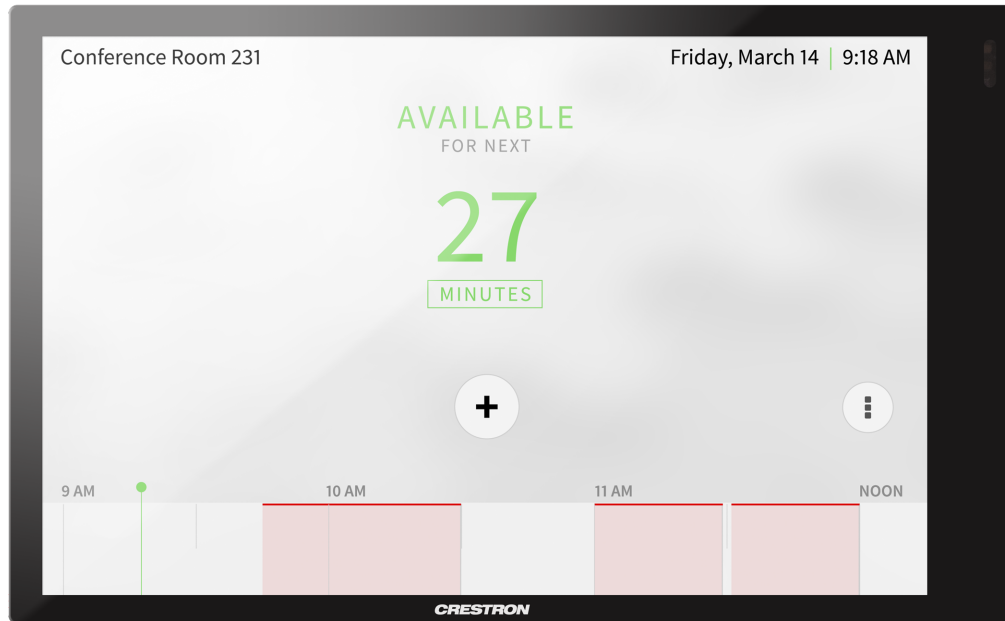 Conference Room 231
Friday, March 14 | 9:18 AM
AVAILABLE
FOR NEXT
27
MINUTES
9 AM
10 AM
11 AM
NOON
CRESTRON